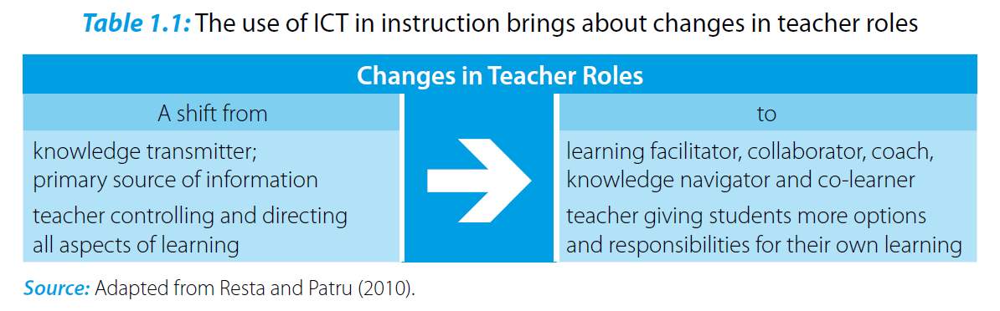 Table 1.1: The use of ICT in instruction brings about changes in teacher roles
Changes in Teacher Roles
A shift from
knowledge transmitter;
primary source of information
teacher controlling and directing
all aspects of learning
to
learning facilitator, collaborator, coach,
knowledge navigator and co-learner
teacher giving students more options
and responsibilities for their own learning
Source: Adapted from Resta and Patru (2010).